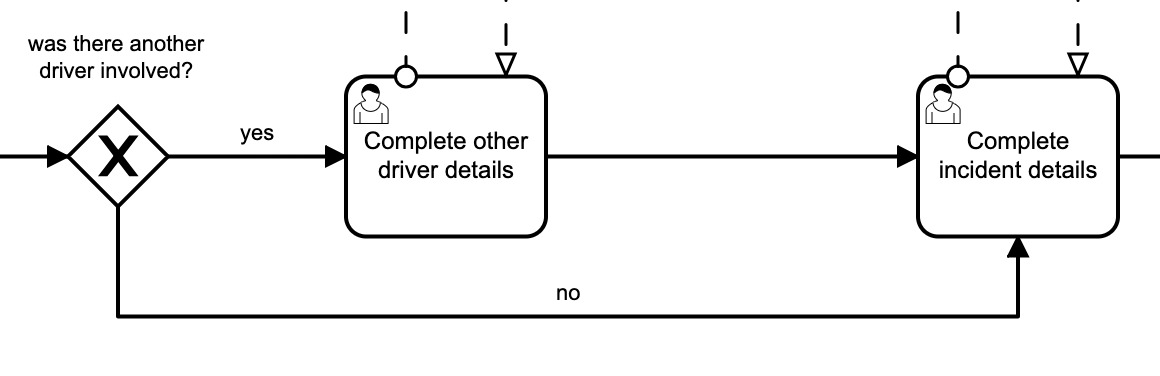 was there another
driver involved?
yes
Complete other
driver details
Complete
incident details
no